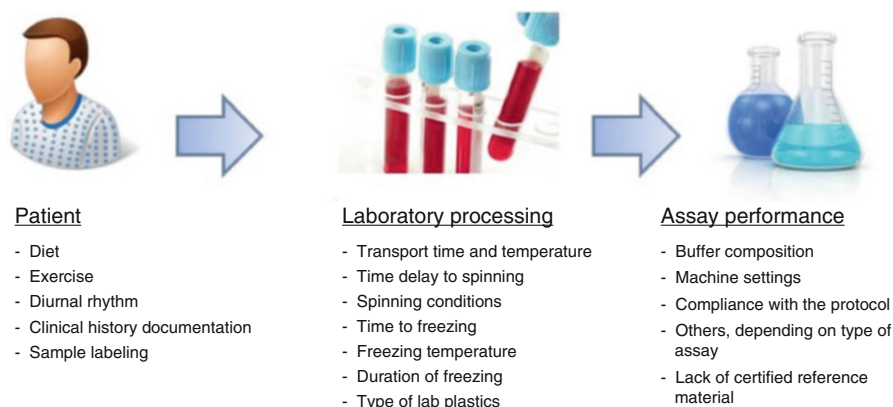 Patient
- Diet
- Exercise
- Diurnal rhythm
- Clinical history documentation
- Sample labeling
Laboratory processing
- Transport time and temperature
- Time delay to spinning
- Spinning conditions
- Time to freezing
- Freezing temperature
- Duration of freezing
- Type of lab plastics
Assay performance
- Buffer composition
- Machine settings
- Compliance with the protocol
- Others, depending on type of
assay
- Lack of certified reference
material